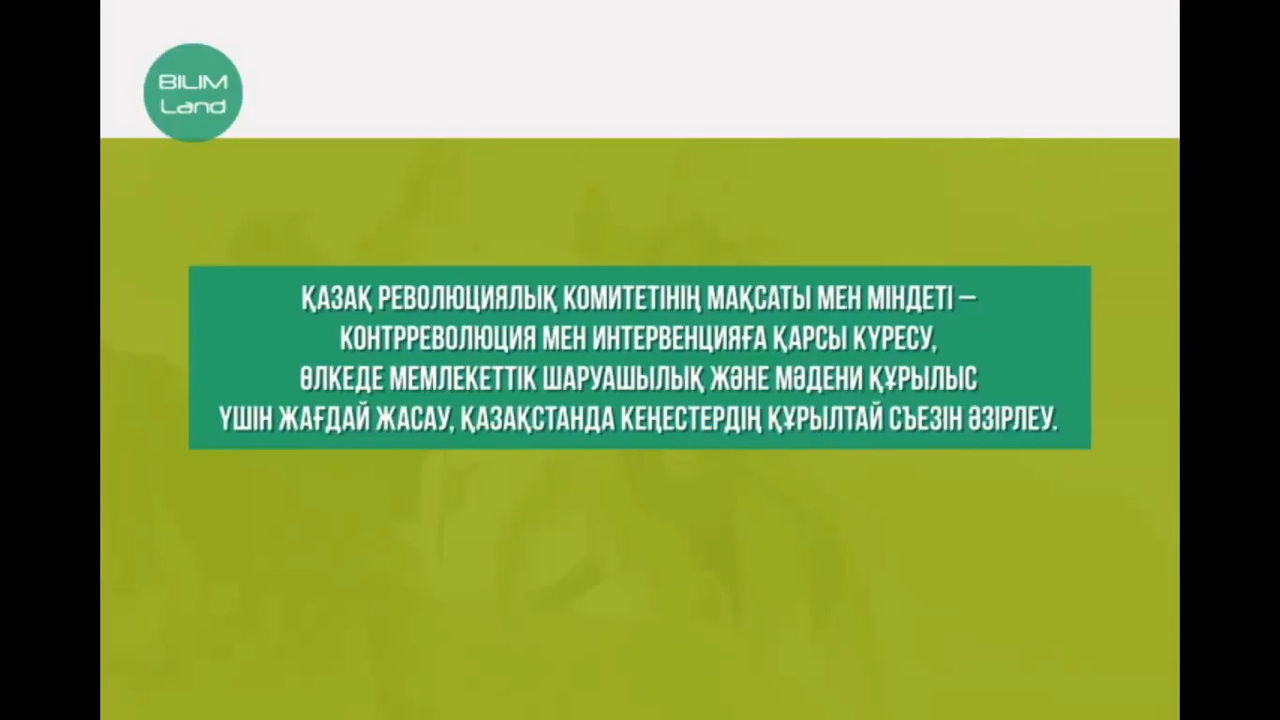 BILIM
Land
ҚАЗАҚ РЕВОЛЮЦИЯЛЫҚ КОМИТЕТІНІҢ МАҚСАТЫ МЕН МІНДЕТІ –
КОНТРРЕВОЛЮЦИЯ МЕН ИНТЕРВЕНЦИЯҒА ҚАРСЫ КҮРЕСУ,
ӨЛКЕДЕ МЕМЛЕКЕТТІК ШАРУАШЫЛЫҚ ЖӘНЕ МӘДЕНИ ҚҰРЫЛЫС
ҮШІН ЖАҒДАЙ ЖАСАУ, ҚАЗАҚСТАНДА КЕҢЕСТЕРДІҢ ҚҰРЫЛТАЙ СЪЕЗІН ӘЗІРЛЕУ.